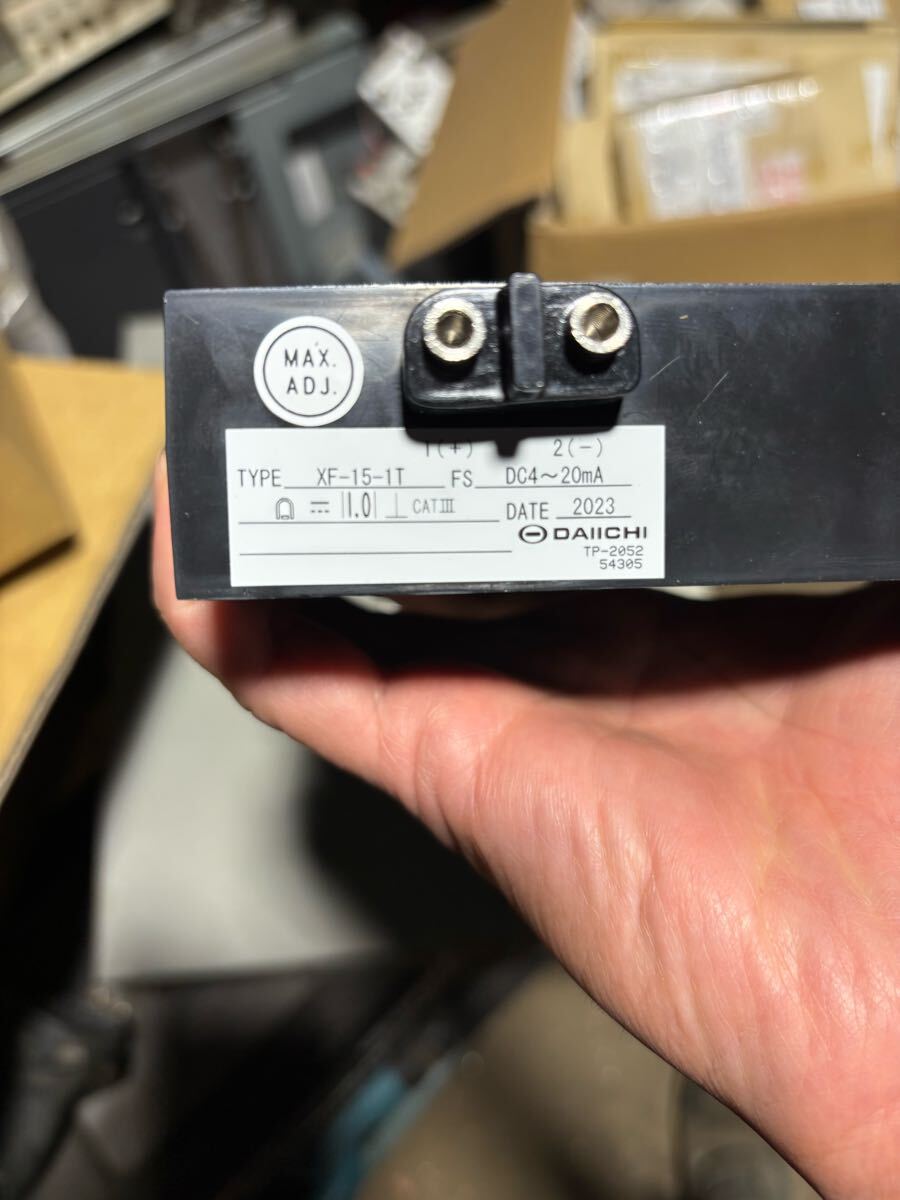 MAX.
ADJ.
1(+) 2(-)
TYPE XF-15-1T FS DC4～20mA
1.0 ⊥ CATⅢ DATE 2023
DAIICHI
TP-2052
54305